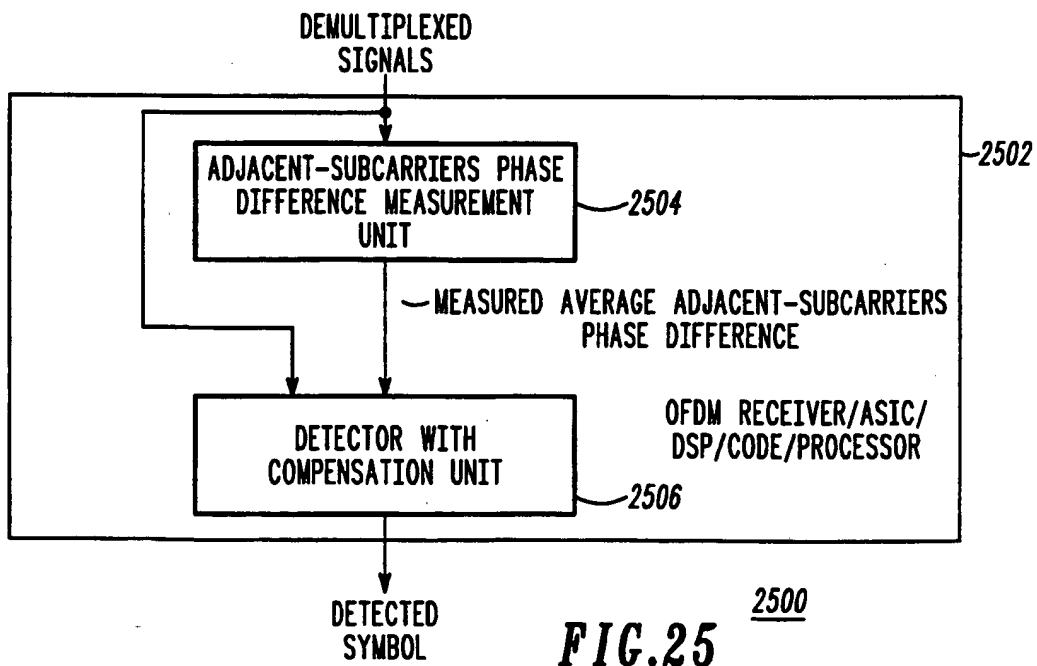 DEMULTIPLEXED
SIGNALS
2502
ADJACENT-SUBCARRIERS PHASE
DIFFERENCE MEASUREMENT
UNIT
2504
MEASURED AVERAGE ADJACENT-SUBCARRIERS
PHASE DIFFERENCE
OFDM RECEIVER/ASIC/
DSP/CODE/PROCESSOR
DETECTOR WITH
COMPENSATION UNIT
2506
DETECTED
SYMBOL
2500
FIG.25